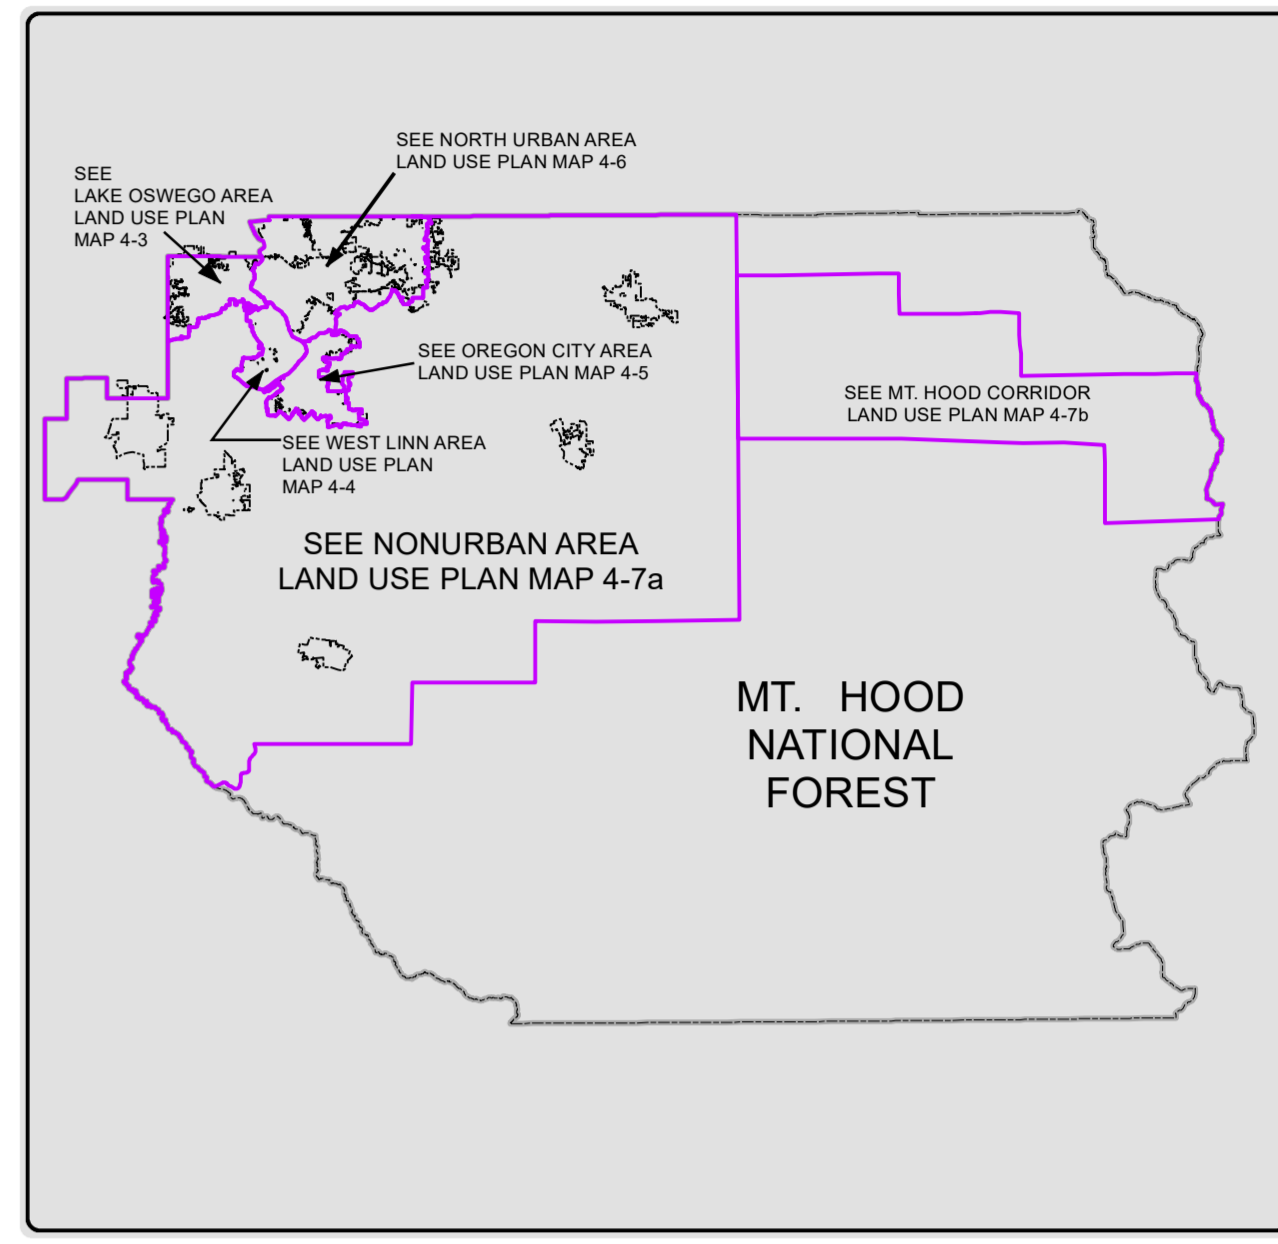 SEE NORTH URBAN AREA
LAND USE PLAN MAP 4-6
SEE
LAKE OSWEGO AREA
LAND USE PLAN
MAP 4-3
SEE OREGON CITY AREA
LAND USE PLAN MAP 4-5
SEE MT. HOOD CORRIDOR
LAND USE PLAN MAP 4-7b
SEE WEST LINN AREA
LAND USE PLAN
MAP 4-4
SEE NONURBAN AREA
LAND USE PLAN MAP 4-7a
MT. HOOD
NATIONAL
FOREST